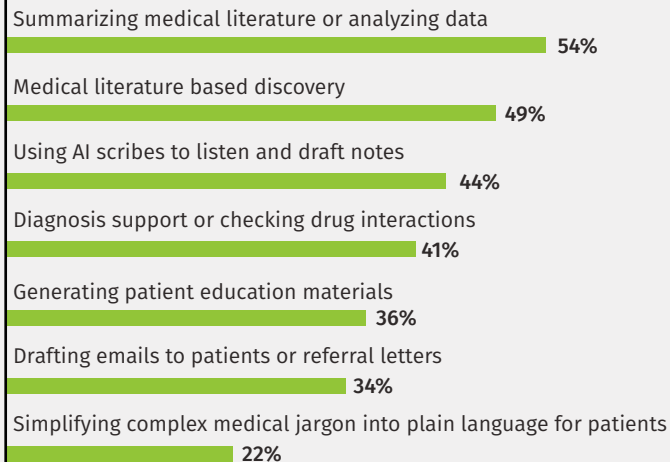 Summarizing medical literature or analyzing data
54%
Medical literature based discovery
49%
Using AI scribes to listen and draft notes
44%
Diagnosis support or checking drug interactions
41%
Generating patient education materials
36%
Drafting emails to patients or referral letters
34%
Simplifying complex medical jargon into plain language for patients
22%